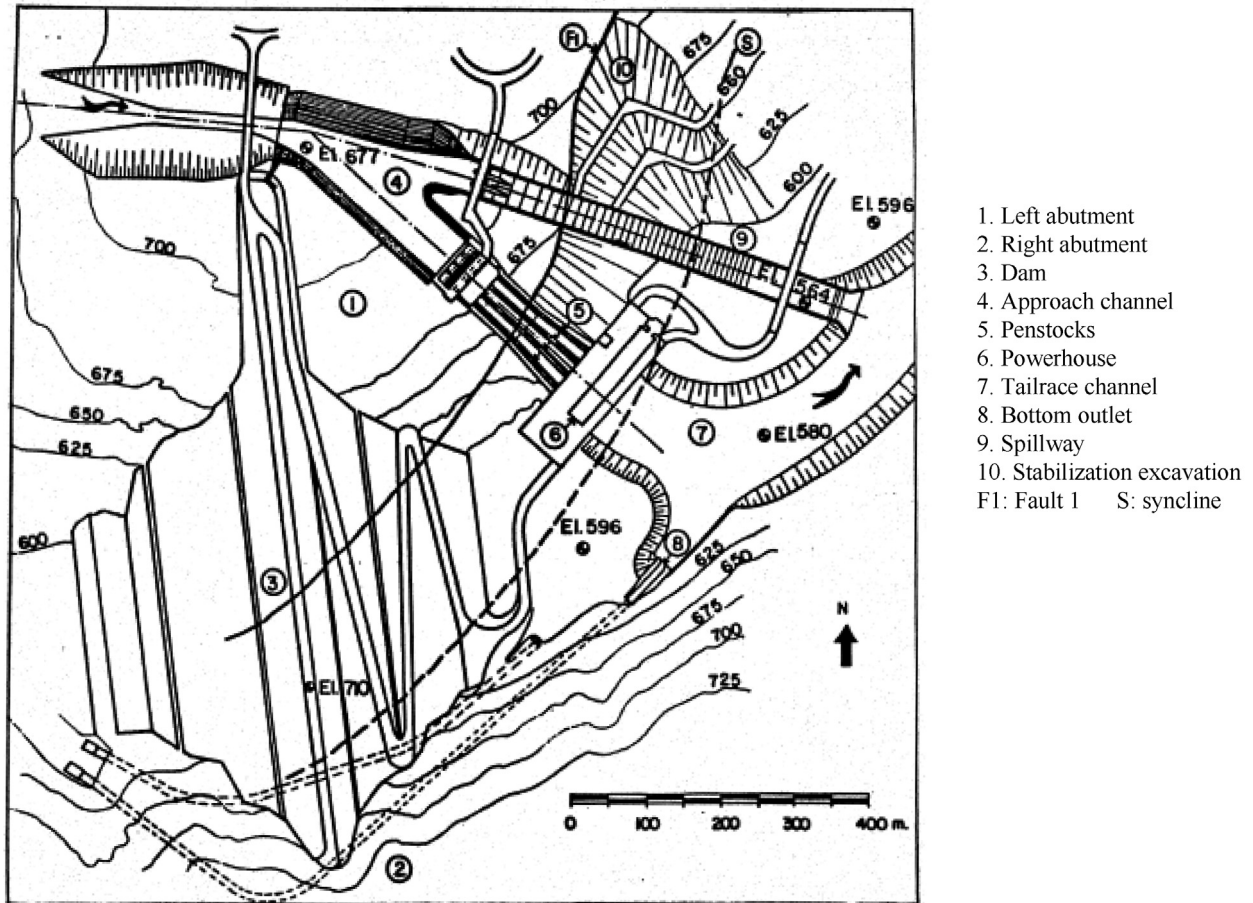 F1
10
675
S
660
625
700
600
El. 677
4
El. 596
675
9
EL. 564
700
1
5
675
650
625
6
7
El.580
600
El.596
8
625
650
3
675
700
725
N
El.710
2
0 100 200 300 400 m.
1. Left abutment
2. Right abutment
3. Dam
4. Approach channel
5. Penstocks
6. Powerhouse
7. Tailrace channel
8. Bottom outlet
9. Spillway
10. Stabilization excavation
F1: Fault 1 S: syncline